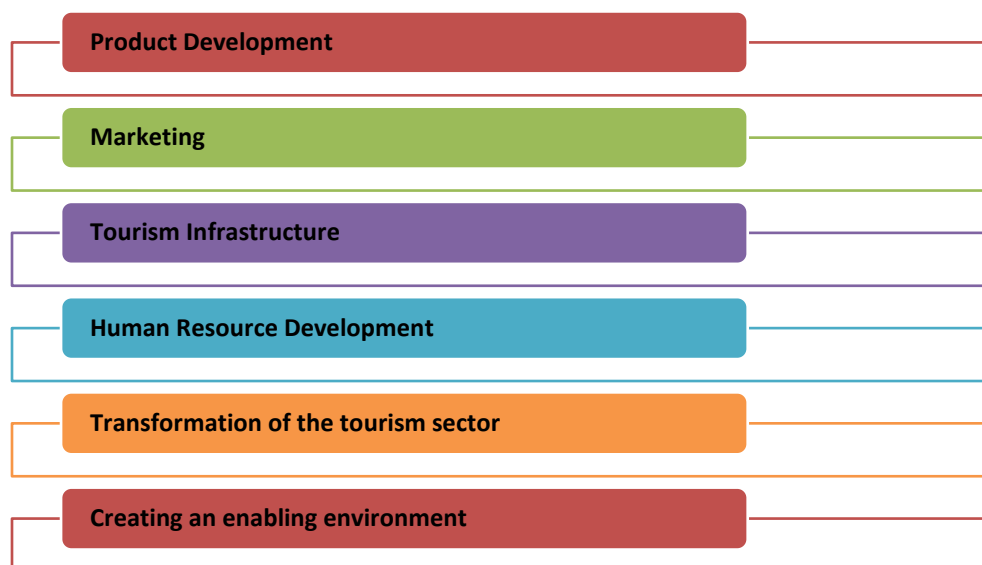 Product Development
Marketing
Tourism Infrastructure
Human Resource Development
Transformation of the tourism sector
Creating an enabling environment